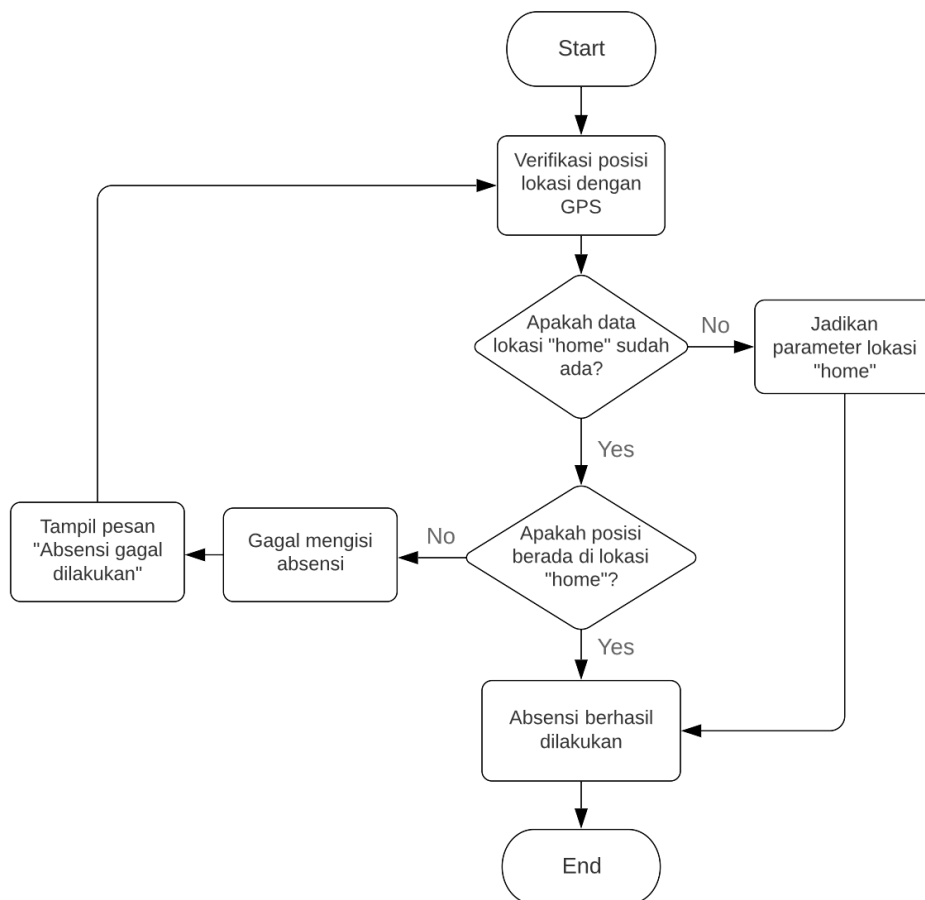 Start
Verifikasi posisi
lokasi dengan
GPS
Apakah data
lokasi "home" sudah
ada?
No
Jadikan
parameter lokasi
"home"
Yes
Apakah posisi
berada di lokasi
"home"?
No
Gagal mengisi
absensi
Tampil pesan
"Absensi gagal
dilakukan"
Yes
Absensi berhasil
dilakukan
End